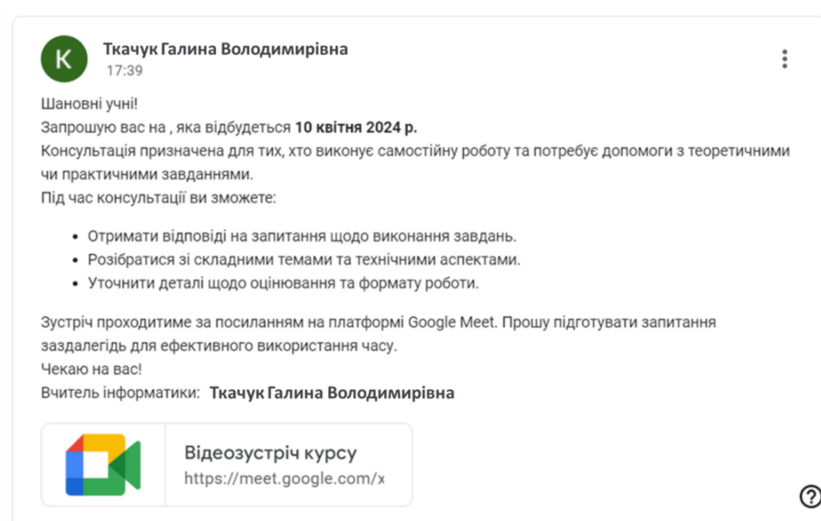 К
Ткачук Галина Володимирівна
17:39
Шановні учні!
Запрошую вас на , яка відбудеться 10 квітня 2024 р.
Консультація призначена для тих, хто виконує самостійну роботу та потребує допомоги з теоретичними
чи практичними завданнями.
Під час консультації ви зможете:
• Отримати відповіді на запитання щодо виконання завдань.
• Розібратися зі складними темами та технічними аспектами.
• Уточнити деталі щодо оцінювання та формату роботи.
Зустріч проходитиме за посиланням на платформі Google Meet. Прошу підготувати запитання
заздалегідь для ефективного використання часу.
Чекаю на вас!
Вчитель інформатики: Ткачук Галина Володимирівна
Відеозустріч курсу
https://meet.google.com/x